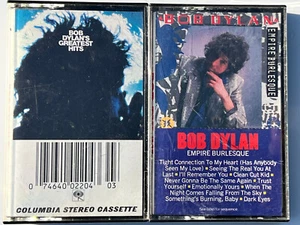 BOB DYLAN'S
GREATEST
HITS
0 74640 02204 03
COLUMBIA STEREO CASSETTE
BOB DYLAN
EMPIRE BURLESQUE
BOB DYLAN
EMPIRE BURLESQUE
Tight Connection To My Heart (Has Anybody
Seen My Love) • Seeing The Real You At
Last • I'll Remember You • Clean Cut Kid •
Never Gonna Be The Same Again • Trust
Yourself • Emotionally Yours • When The
Night Comes Falling From The Sky •
Something's Burning, Baby • Dark Eyes